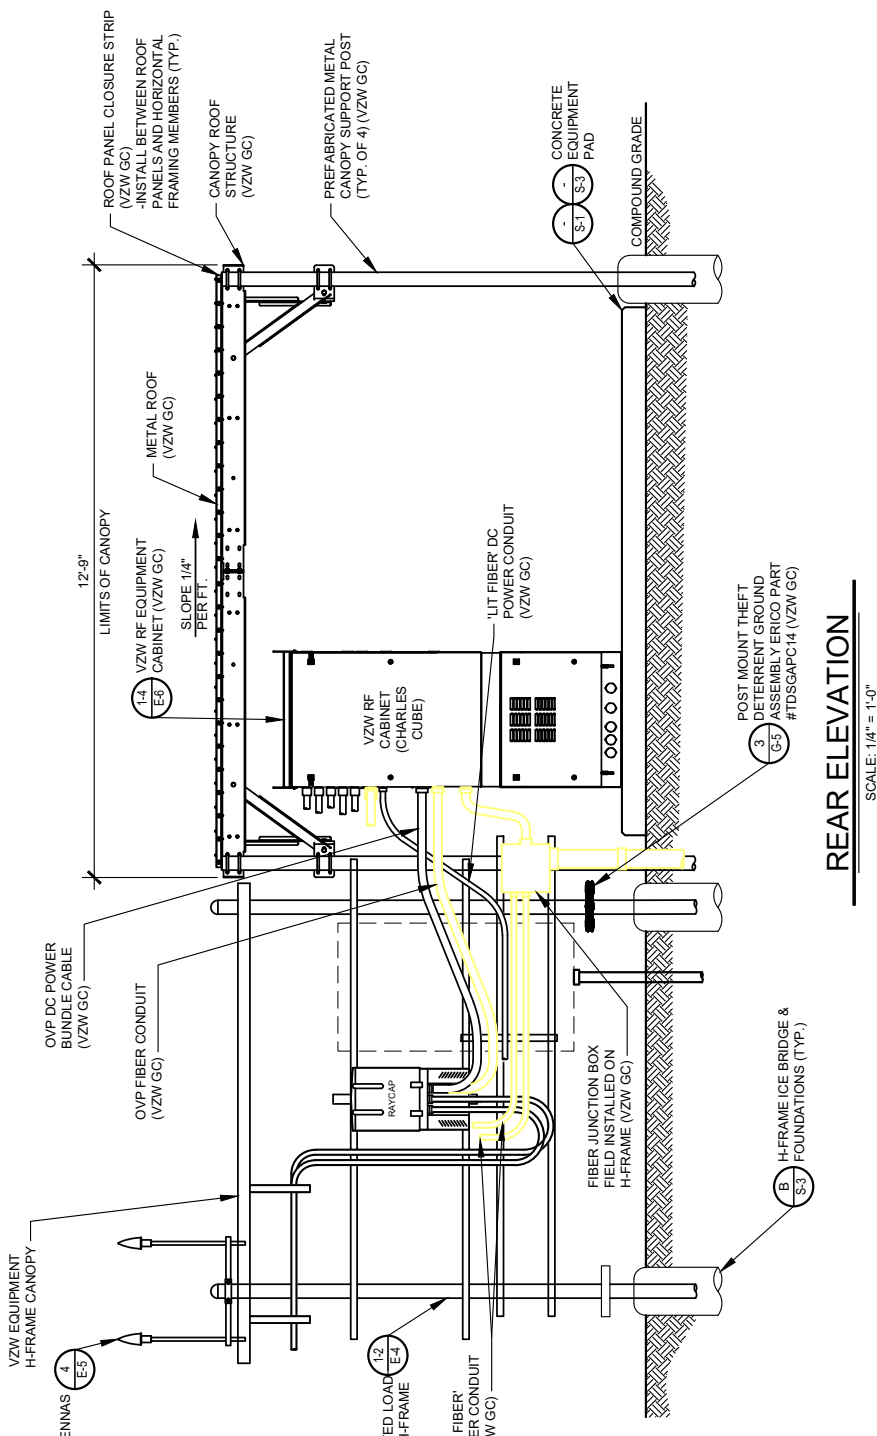 ROOF PANEL CLOSURE STRIP
(VZW GC)
-INSTALL BETWEEN ROOF
PANELS AND HORIZONTAL
FRAMING MEMBERS (TYP.)
CANOPY ROOF
STRUCTURE
(VZW GC)
PREFABRICATED METAL
CANOPY SUPPORT POST
(TYP. OF 4) (VZW GC)
-
S-1
-
S-3
CONCRETE
EQUIPMENT
PAD
COMPOUND GRADE
12'-9"
LIMITS OF CANOPY
METAL ROOF
(VZW GC)
SLOPE 1/4"
PER FT.
1-4
E-6
VZW RF EQUIPMENT
CABINET (VZW GC)
VZW RF
CABINET
(CHARLES
CUBE)
'LIT FIBER' DC
POWER CONDUIT
(VZW GC)
POST MOUNT THEFT
DETERRENT GROUND
ASSEMBLY ERICO PART
#TDSGAPC14 (VZW GC)
3
G-5
OVP DC POWER
BUNDLE CABLE
(VZW GC)
OVP FIBER CONDUIT
(VZW GC)
RAYCAP
FIBER JUNCTION BOX
FIELD INSTALLED ON
H-FRAME (VZW GC)
B
S-3
H-FRAME ICE BRIDGE &
FOUNDATIONS (TYP.)
VZW EQUIPMENT
H-FRAME CANOPY
ENNAS
4
E-5
TED LOAD
H-FRAME
1-2
E-4
FIBER'
ER CONDUIT
W GC)
REAR ELEVATION
SCALE: 1/4" = 1'-0"